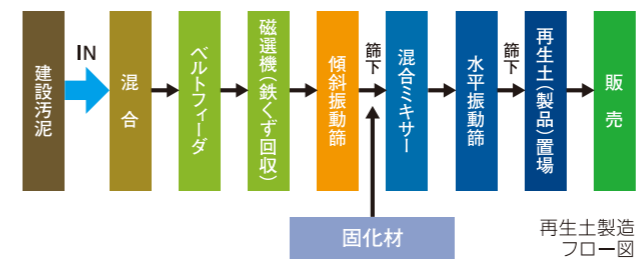 建設汚泥
IN
混合
ベルトフィーダ
磁選機(鉄くず回収)
傾斜振動篩
篩下
混合ミキサー
水平振動篩
篩下
再生土(製品)置場
販売
固化材
再生土製造
フロー図